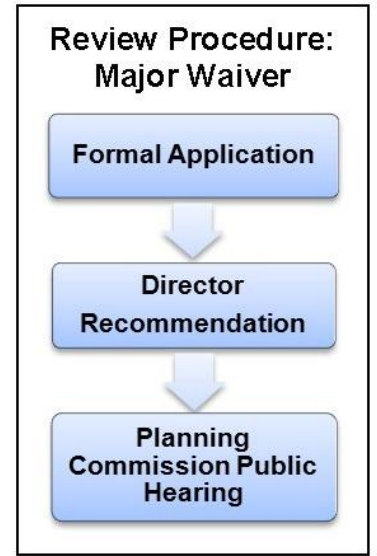 Review Procedure:
Major Waiver
Formal Application
Director
Recommendation
Planning
Commission Public
Hearing